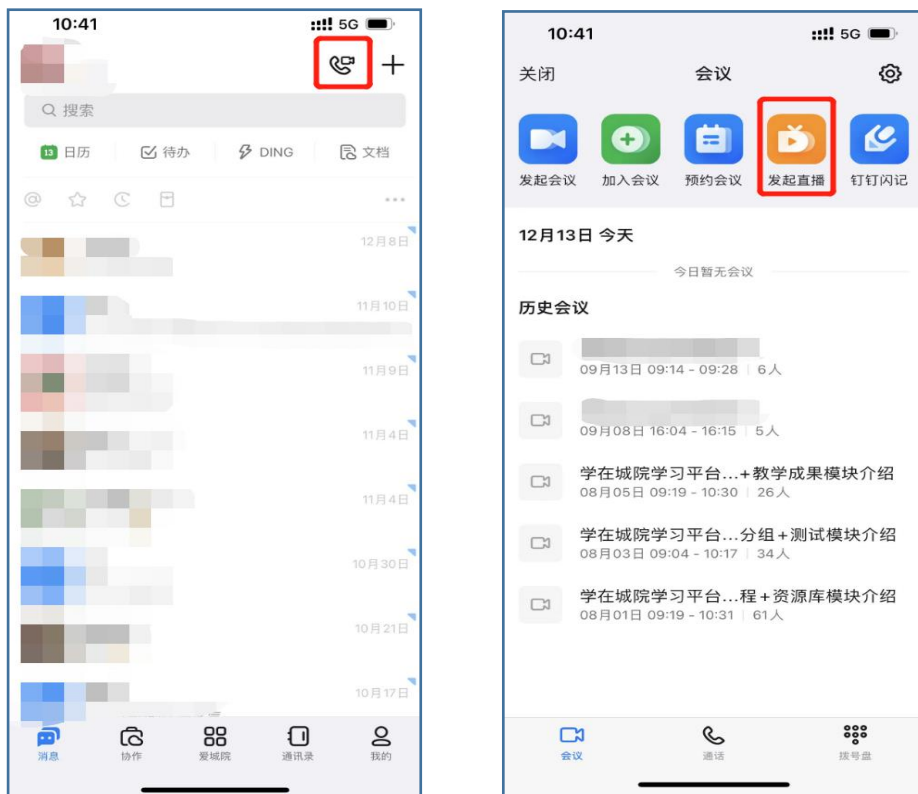 10:41
5G
搜索
13 日历
待办
DING
文档
12月8日
11月10日
11月9日
11月4日
11月4日
10月30日
10月21日
10月17日
消息
协作
爱城院
通讯录
我的
10:41
5G
关闭
会议
发起会议
加入会议
预约会议
发起直播
钉钉闪记
12月13日 今天
今日暂无会议
历史会议
09月13日 09:14 - 09:28 | 6人
09月08日 16:04 - 16:15 | 5人
学在城院学习平台...+教学成果模块介绍
08月05日 09:19 - 10:30 | 26人
学在城院学习平台...分组+测试模块介绍
08月03日 09:04 - 10:17 | 34人
学在城院学习平台...程+资源库模块介绍
08月01日 09:19 - 10:31 | 61人
会议
通话
拨号盘